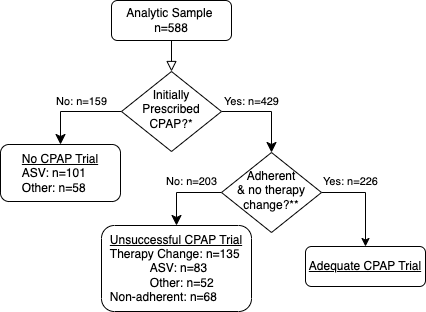 Analytic Sample
n=588
Initially
Prescribed
CPAP?*
No: n=159
Yes: n=429
No CPAP Trial
ASV: n=101
Other: n=58
Adherent
& no therapy
change?**
No: n=203
Yes: n=226
Unsuccessful CPAP Trial
Therapy Change: n=135
ASV: n=83
Other: n=52
Non-adherent: n=68
Adequate CPAP Trial